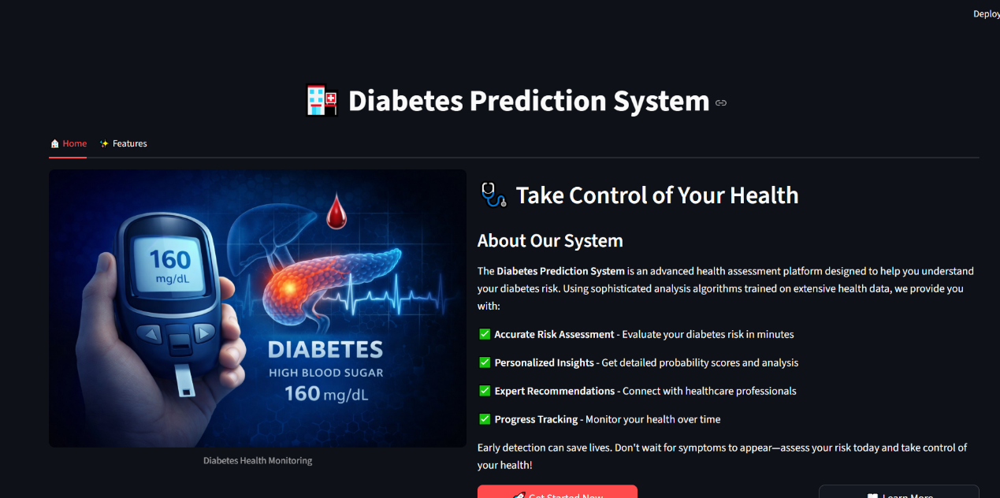 Deploy
Diabetes Prediction System
Home
Features
160
mg/dL
DIABETES
HIGH BLOOD SUGAR
160 mg/dL
Diabetes Health Monitoring
Take Control of Your Health
About Our System
The Diabetes Prediction System is an advanced health assessment platform designed to help you understand
your diabetes risk. Using sophisticated analysis algorithms trained on extensive health data, we provide you
with:
Accurate Risk Assessment - Evaluate your diabetes risk in minutes
Personalized Insights - Get detailed probability scores and analysis
Expert Recommendations - Connect with healthcare professionals
Progress Tracking - Monitor your health over time
Early detection can save lives. Don't wait for symptoms to appear—assess your risk today and take control of
your health!
Get Started Now
Learn More